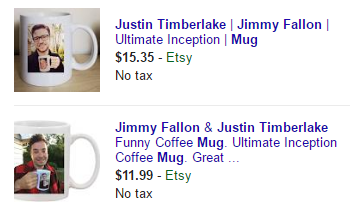 Justin Timberlake | Jimmy Fallon |
Ultimate Inception | Mug
$15.35 - Etsy
No tax
Jimmy Fallon & Justin Timberlake
Funny Coffee Mug. Ultimate Inception
Coffee Mug. Great ...
$11.99 - Etsy
No tax